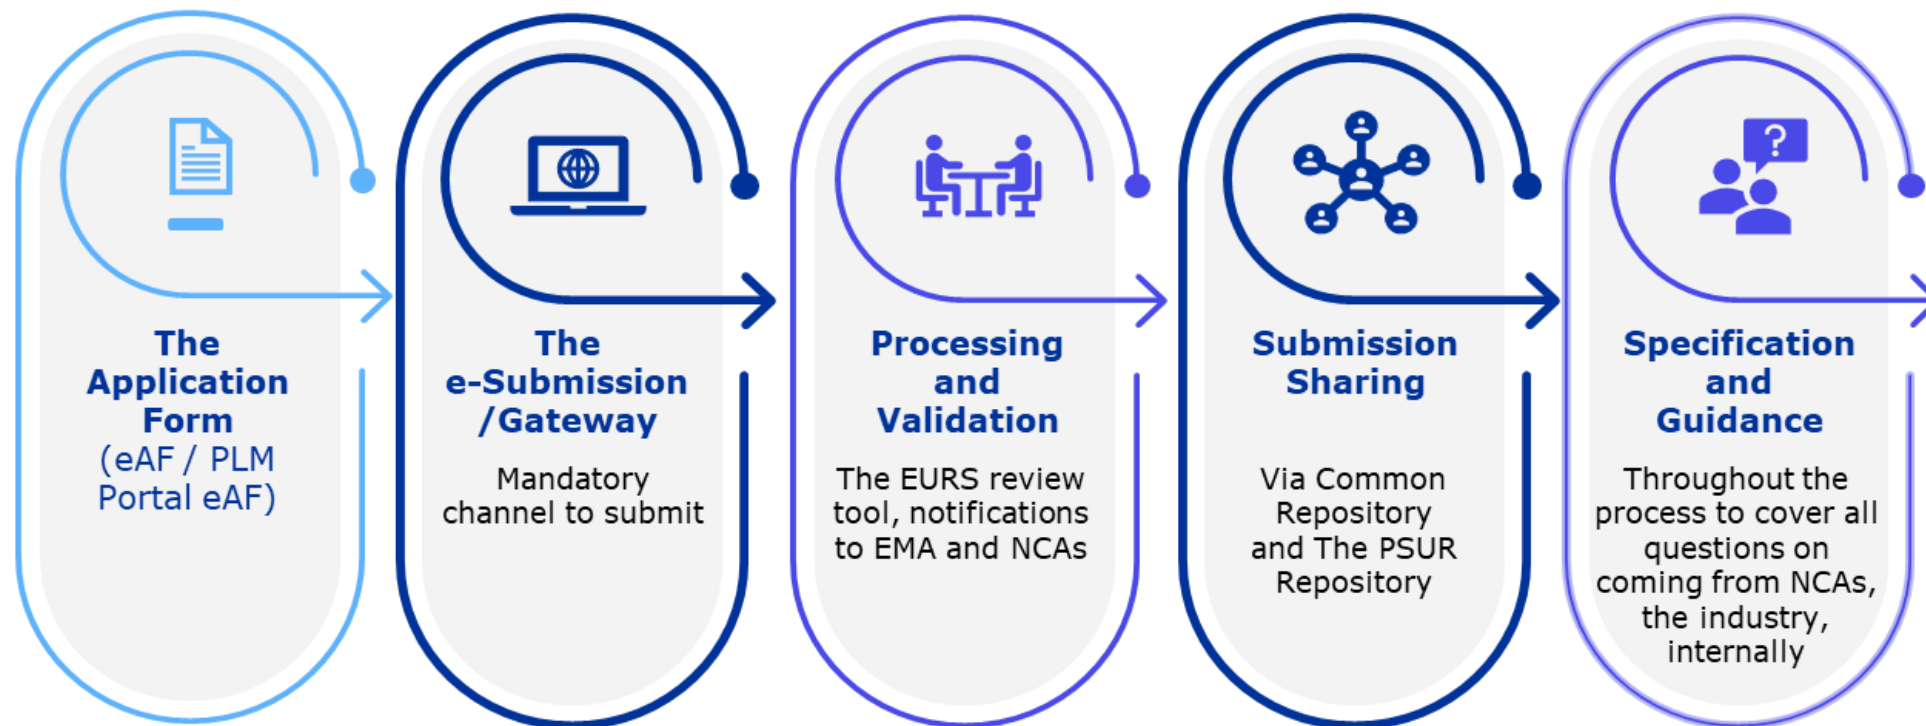 The
Application
Form
(eAF / PLM
Portal eAF)
The
e-Submission
/Gateway
Mandatory
channel to submit
Processing
and
Validation
The EURS review
tool, notifications
to EMA and NCAs
Submission
Sharing
Via Common
Repository
and The PSUR
Repository
?
Specification
and
Guidance
Throughout the
process to cover all
questions on
coming from NCAs,
the industry,
internally